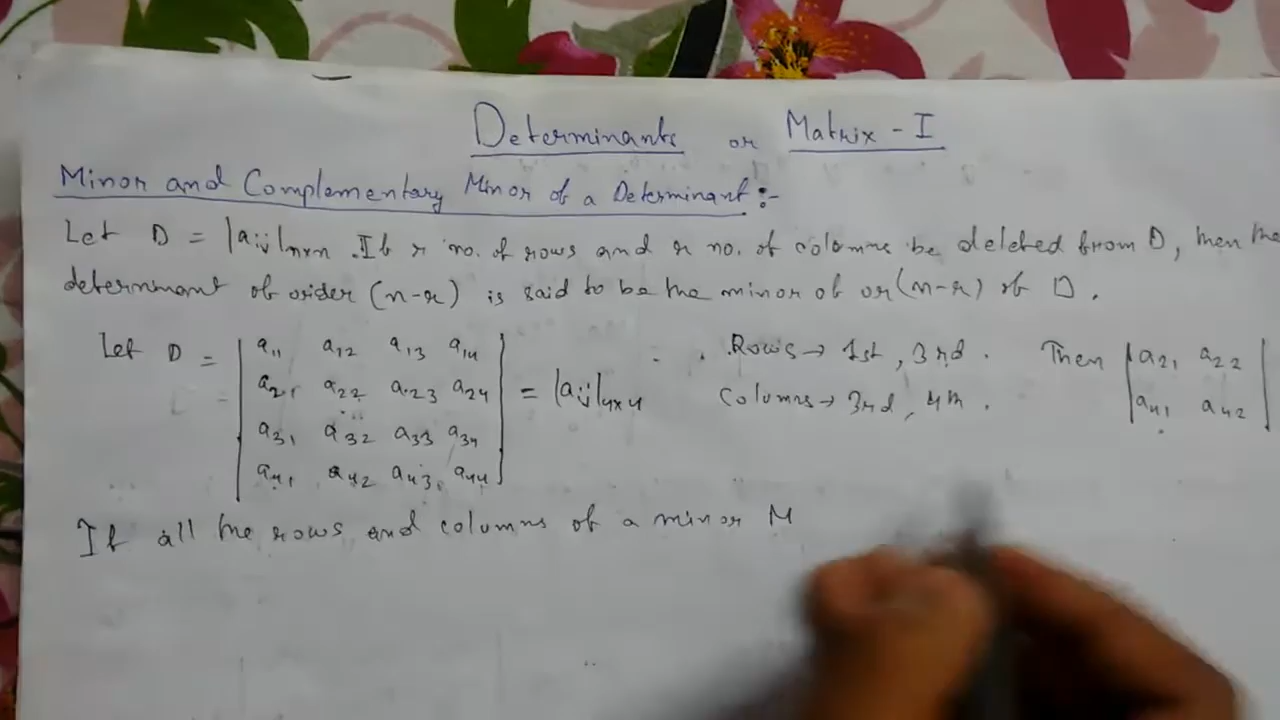 Determinants or Matrix - I
Minor and Complementary Minor of a Determinant :-
Let D = |aij|nxn. If r no. of rows and r no. of columns be deleted from D, then the
determinant of order (n-r) is said to be the minor of or(n-r) of D.
Let D = | a11 a12 a13 a14 | Rows → 1st, 3rd. Then | a21 a22 |
| a21 a22 a23 a24 | = |aij|4x4 Columns → 3rd, 4th. | a41 a42 |
| a31 a32 a33 a34 |
| a41 a42 a43 a44 |
If all the rows and columns of a minor M